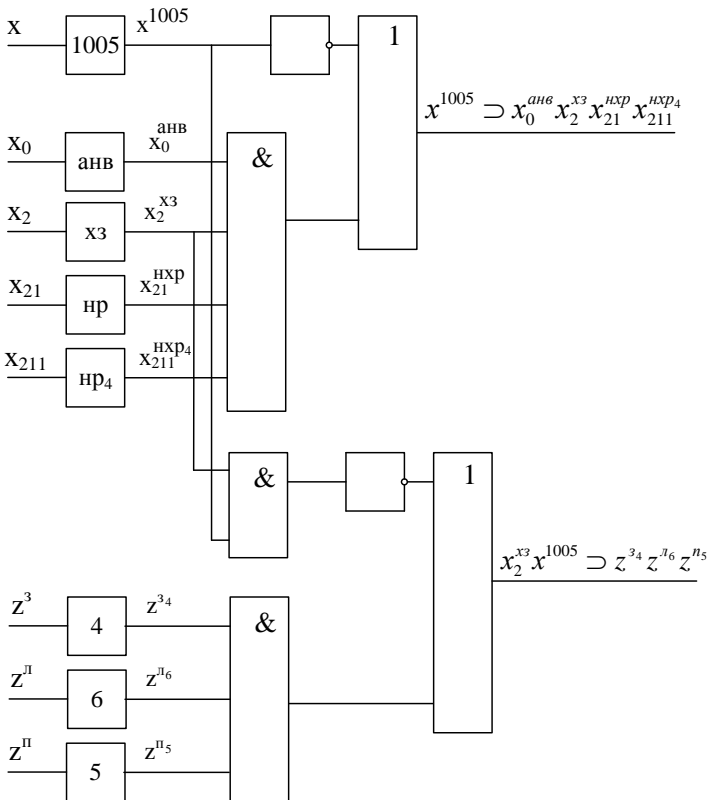 x 1005 x^1005 1
x^1005 ⊃ x_0^анв x_2^хз x_21^нхр x_211^нхр_4
x_0 анв x_0^анв &
x_2 хз x_2^хз
x_21 нр x_21^нхр
x_211 нр_4 x_211^нхр_4
& 1
x_2^хз x^1005 ⊃ z^з_4 z^л_6 z^п_5
z^з 4 z^з_4 &
z^л 6 z^л_6
z^п 5 z^п_5